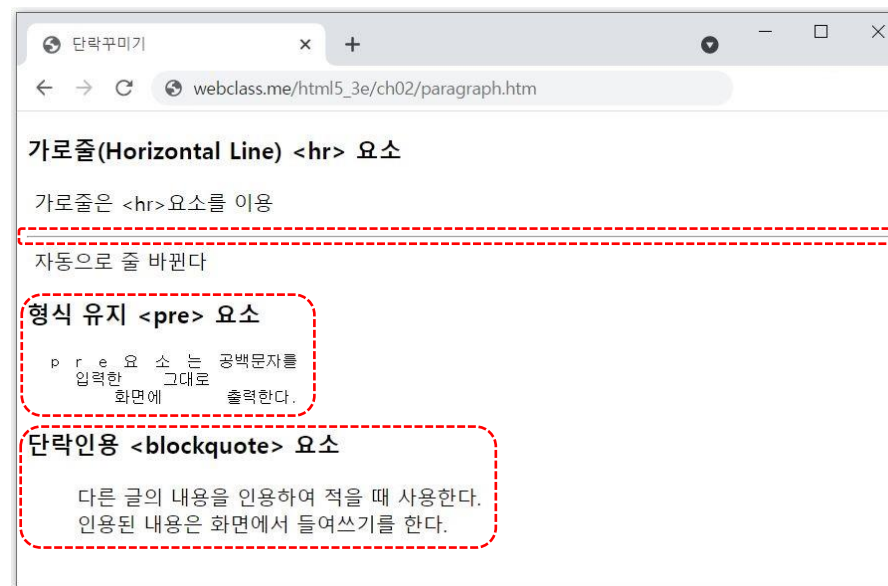 단락꾸미기
webclass.me/html5_3e/ch02/paragraph.htm
가로줄(Horizontal Line) <hr> 요소
가로줄은 <hr>요소를 이용
자동으로 줄 바뀐다
형식 유지 <pre> 요소
p r e 요 소 는 공백문자를
입력한 그대로
화면에 출력한다.
단락인용 <blockquote> 요소
다른 글의 내용을 인용하여 적을 때 사용한다.
인용된 내용은 화면에서 들여쓰기를 한다.